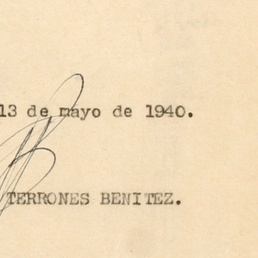 13 de mayo de 1940.
TERRONES BENITEZ.